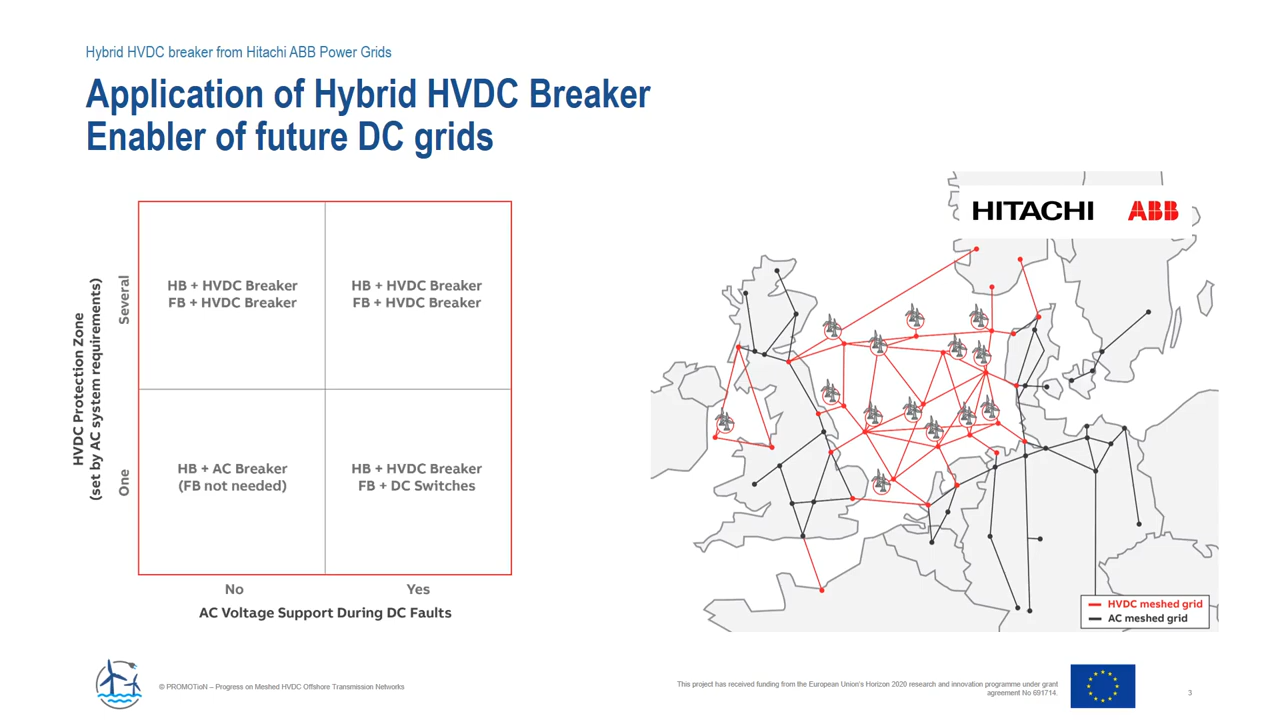 Hybrid HVDC breaker from Hitachi ABB Power Grids
Application of Hybrid HVDC Breaker
Enabler of future DC grids
HITACHI ABB
HVDC Protection Zone
(set by AC system requirements)
Several
HB + HVDC Breaker
FB + HVDC Breaker
HB + HVDC Breaker
FB + HVDC Breaker
One
HB + AC Breaker
(FB not needed)
HB + HVDC Breaker
FB + DC Switches
No
Yes
AC Voltage Support During DC Faults
HVDC meshed grid
AC meshed grid
© PROMOTioN – Progress on Meshed HVDC Offshore Transmission Networks
This project has received funding from the European Union's Horizon 2020 research and innovation programme under grant
agreement No 691714.
3